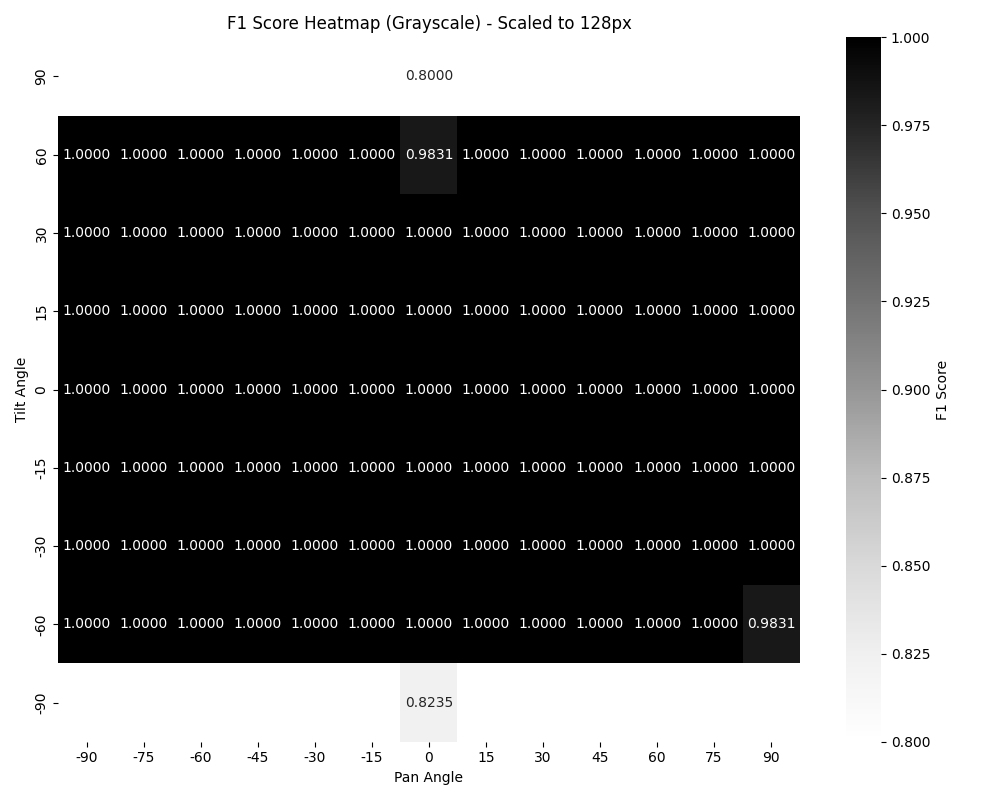 F1 Score Heatmap (Grayscale) - Scaled to 128px
90 0.8000
60 1.0000 1.0000 1.0000 1.0000 1.0000 1.0000 0.9831 1.0000 1.0000 1.0000 1.0000 1.0000 1.0000
30 1.0000 1.0000 1.0000 1.0000 1.0000 1.0000 1.0000 1.0000 1.0000 1.0000 1.0000 1.0000 1.0000
15 1.0000 1.0000 1.0000 1.0000 1.0000 1.0000 1.0000 1.0000 1.0000 1.0000 1.0000 1.0000 1.0000
0 1.0000 1.0000 1.0000 1.0000 1.0000 1.0000 1.0000 1.0000 1.0000 1.0000 1.0000 1.0000 1.0000
-15 1.0000 1.0000 1.0000 1.0000 1.0000 1.0000 1.0000 1.0000 1.0000 1.0000 1.0000 1.0000 1.0000
-30 1.0000 1.0000 1.0000 1.0000 1.0000 1.0000 1.0000 1.0000 1.0000 1.0000 1.0000 1.0000 1.0000
-60 1.0000 1.0000 1.0000 1.0000 1.0000 1.0000 1.0000 1.0000 1.0000 1.0000 1.0000 1.0000 0.9831
-90 0.8235
-90 -75 -60 -45 -30 -15 0 15 30 45 60 75 90
Pan Angle
Tilt Angle
1.000
0.975
0.950
0.925
0.900
0.875
0.850
0.825
0.800
F1 Score